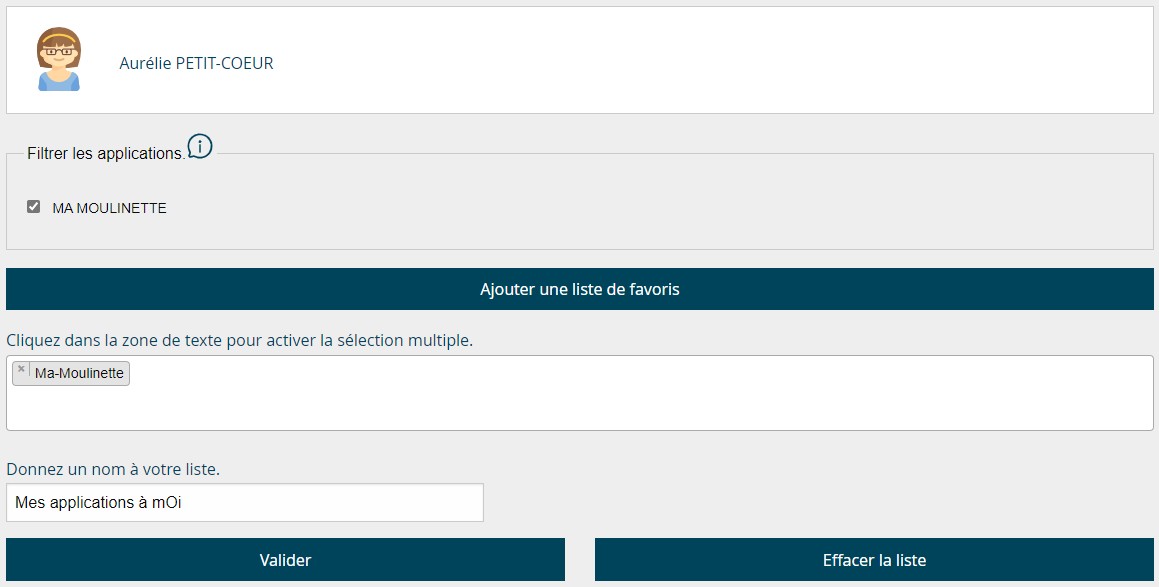 Aurélie PETIT-COEUR
Filtrer les applications.
MA MOULINETTE
Ajouter une liste de favoris
Cliquez dans la zone de texte pour activer la sélection multiple.
× Ma-Moulinette
Donnez un nom à votre liste.
Mes applications à mOi
Valider
Effacer la liste